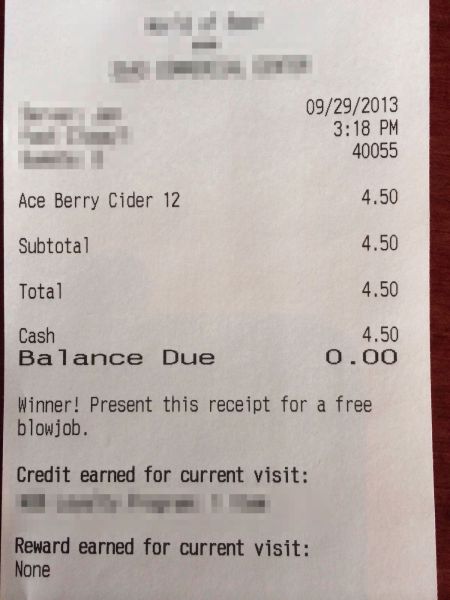 09/29/2013
3:18 PM
40055
Ace Berry Cider 12 4.50
Subtotal 4.50
Total 4.50
Cash 4.50
Balance Due 0.00
Winner! Present this receipt for a free
blowjob.
Credit earned for current visit:
Reward earned for current visit:
None